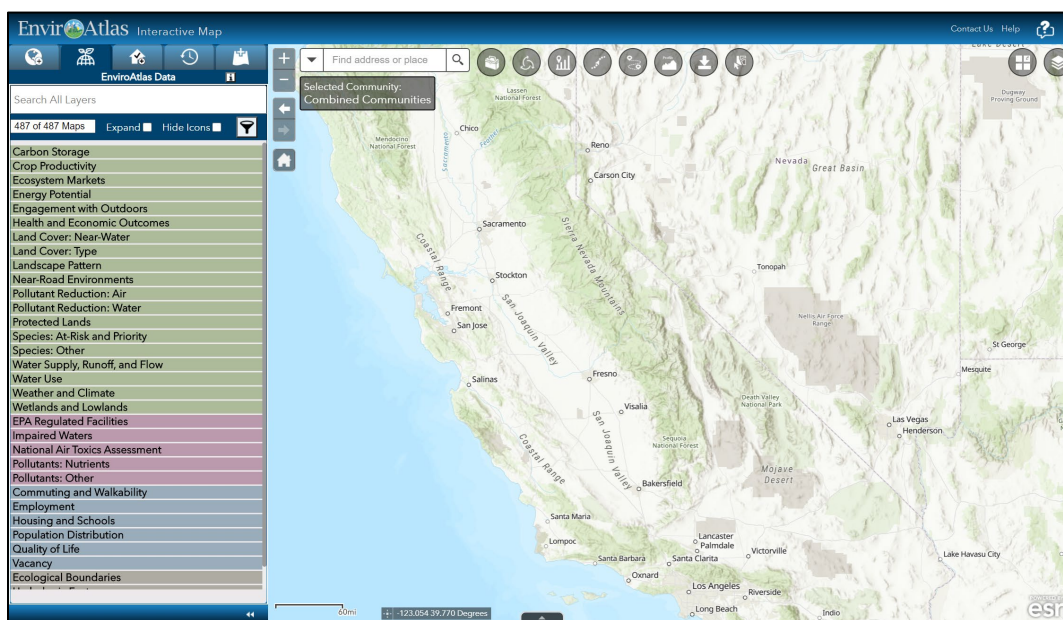 EnviroAtlas Interactive Map
Contact Us Help
EnviroAtlas Data
Search All Layers
487 of 487 Maps Expand Hide Icons
Carbon Storage
Crop Productivity
Ecosystem Markets
Energy Potential
Engagement with Outdoors
Health and Economic Outcomes
Land Cover: Near-Water
Land Cover: Type
Landscape Pattern
Near-Road Environments
Pollutant Reduction: Air
Pollutant Reduction: Water
Protected Lands
Species: At-Risk and Priority
Species: Other
Water Supply, Runoff, and Flow
Water Use
Weather and Climate
Wetlands and Lowlands
EPA Regulated Facilities
Impaired Waters
National Air Toxics Assessment
Pollutants: Nutrients
Pollutants: Other
Commuting and Walkability
Employment
Housing and Schools
Population Distribution
Quality of Life
Vacancy
Ecological Boundaries
Find address or place
Selected Community:
Combined Communities
Lassen
National Forest
Dugway
Proving Ground
Chico
Feather
Sacramento
Mendocino
National Forest
Reno
Carson City
Nevada
Great Basin
Sacramento
Coastal Range
Sierra Nevada Mountains
Stockton
Tonopah
San Joaquin Valley
Fremont
San Jose
Nellis Air Force
Range
St George
Mesquite
Salinas
Fresno
Visalia
Death Valley
National Park
Las Vegas
Henderson
San Joaquin Valley
Sequoia
National Forest
Coastal Range
Mojave
Desert
Bakersfield
Santa Maria
Lompoc
Lancaster
Palmdale
Victorville
Santa Barbara
Santa Clarita
Lake Havasu City
Oxnard
Los Angeles
Riverside
Long Beach
Indio
60mi
-123.054 39.770 Degrees
POWERED BY
esri